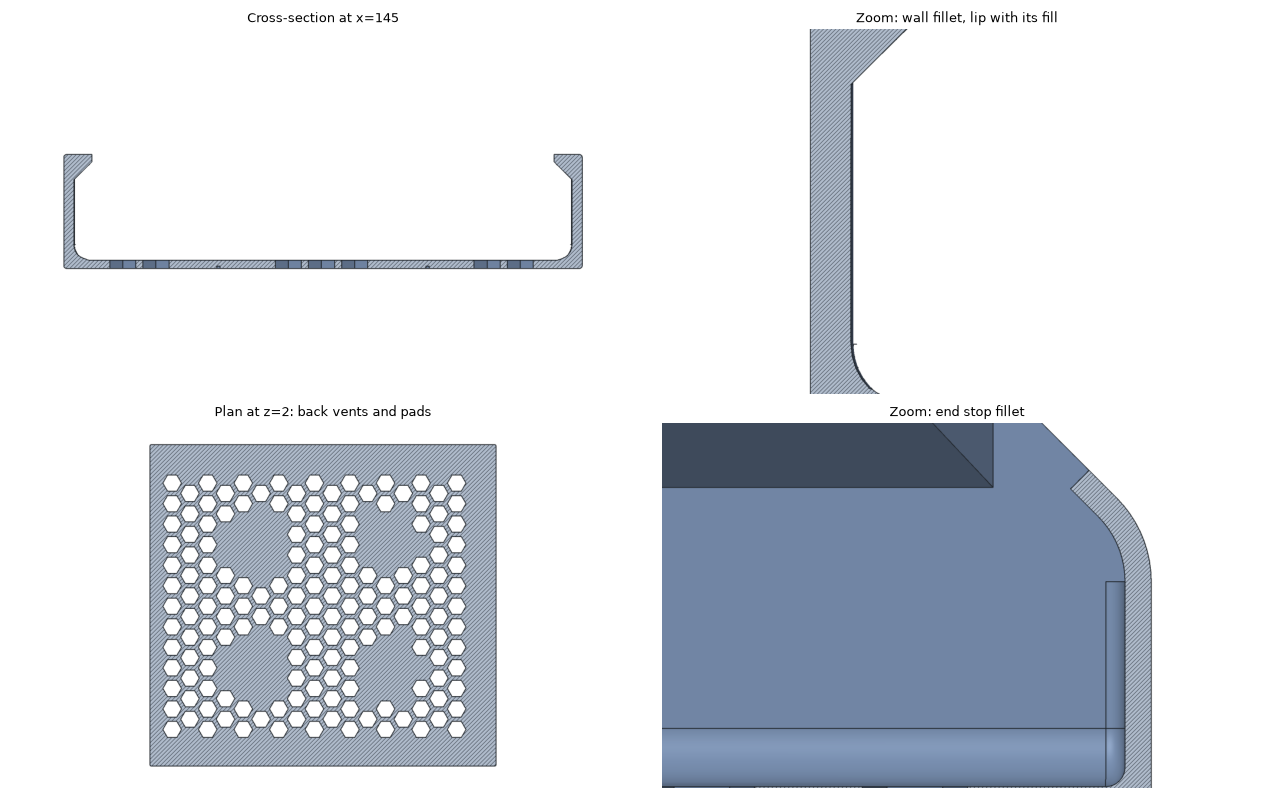 Cross-section at x=145
Zoom: wall fillet, lip with its fill
Plan at z=2: back vents and pads
Zoom: end stop fillet